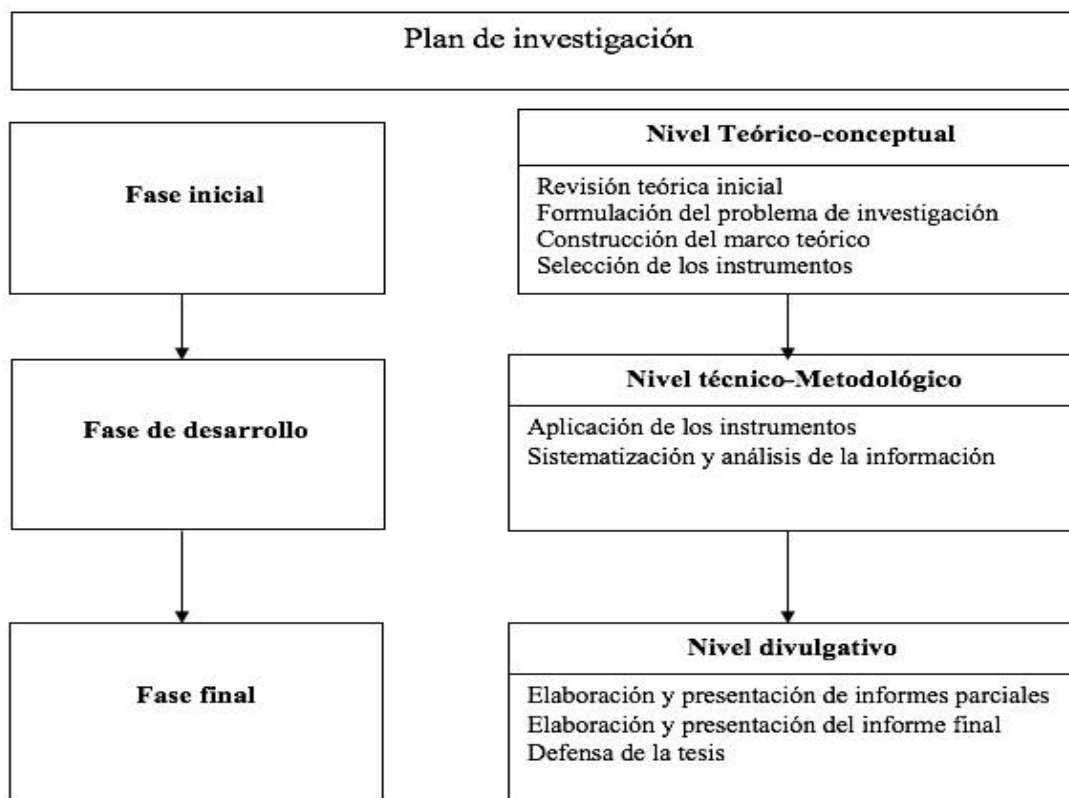 Plan de investigación
Fase inicial
Nivel Teórico-conceptual
Revisión teórica inicial
Formulación del problema de investigación
Construcción del marco teórico
Selección de los instrumentos
Fase de desarrollo
Nivel técnico-Metodológico
Aplicación de los instrumentos
Sistematización y análisis de la información
Fase final
Nivel divulgativo
Elaboración y presentación de informes parciales
Elaboración y presentación del informe final
Defensa de la tesis